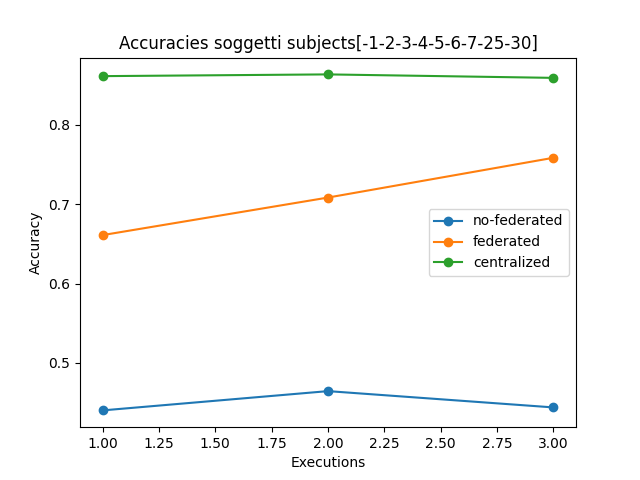 Accuracies soggetti subjects[-1-2-3-4-5-6-7-25-30]
0.8
0.7
0.6
0.5
Accuracy
no-federated
federated
centralized
1.00 1.25 1.50 1.75 2.00 2.25 2.50 2.75 3.00
Executions